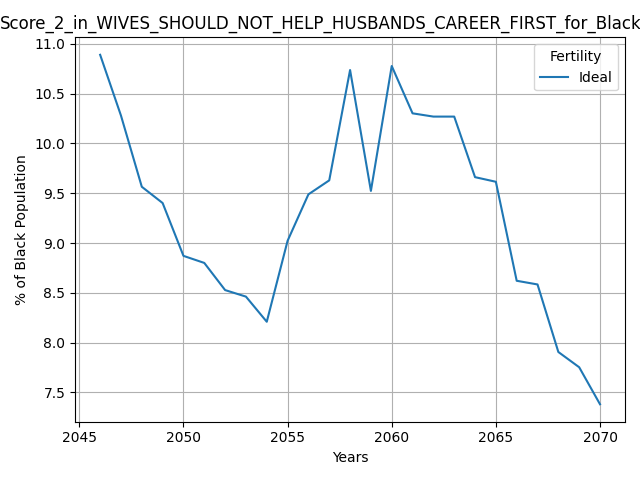 Score_2_in_WIVES_SHOULD_NOT_HELP_HUSBANDS_CAREER_FIRST_for_Black
Fertility
Ideal
% of Black Population
11.0
10.5
10.0
9.5
9.0
8.5
8.0
7.5
2045 2050 2055 2060 2065 2070
Years